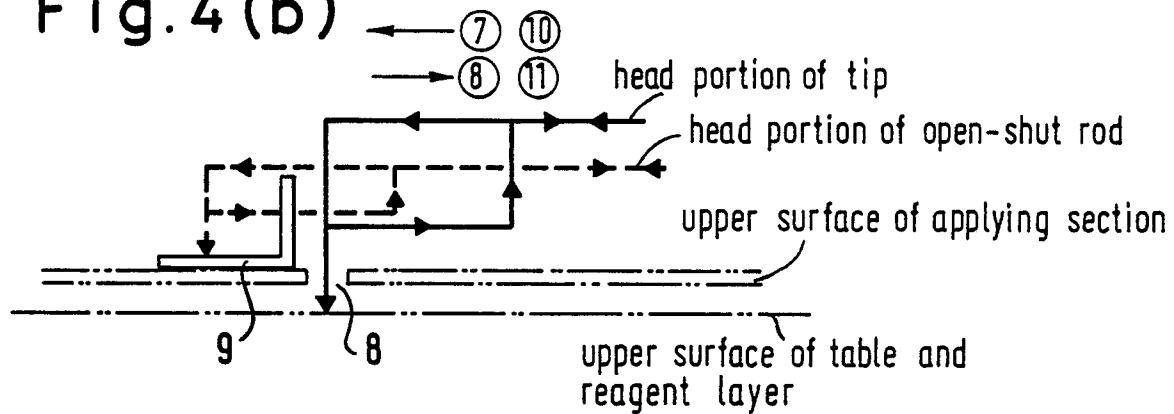 Fig. 4 (b)
⑦ ⑩
⑧ ⑪
head portion of tip
head portion of open-shut rod
upper surface of applying section
9
8
upper surface of table and
reagent layer